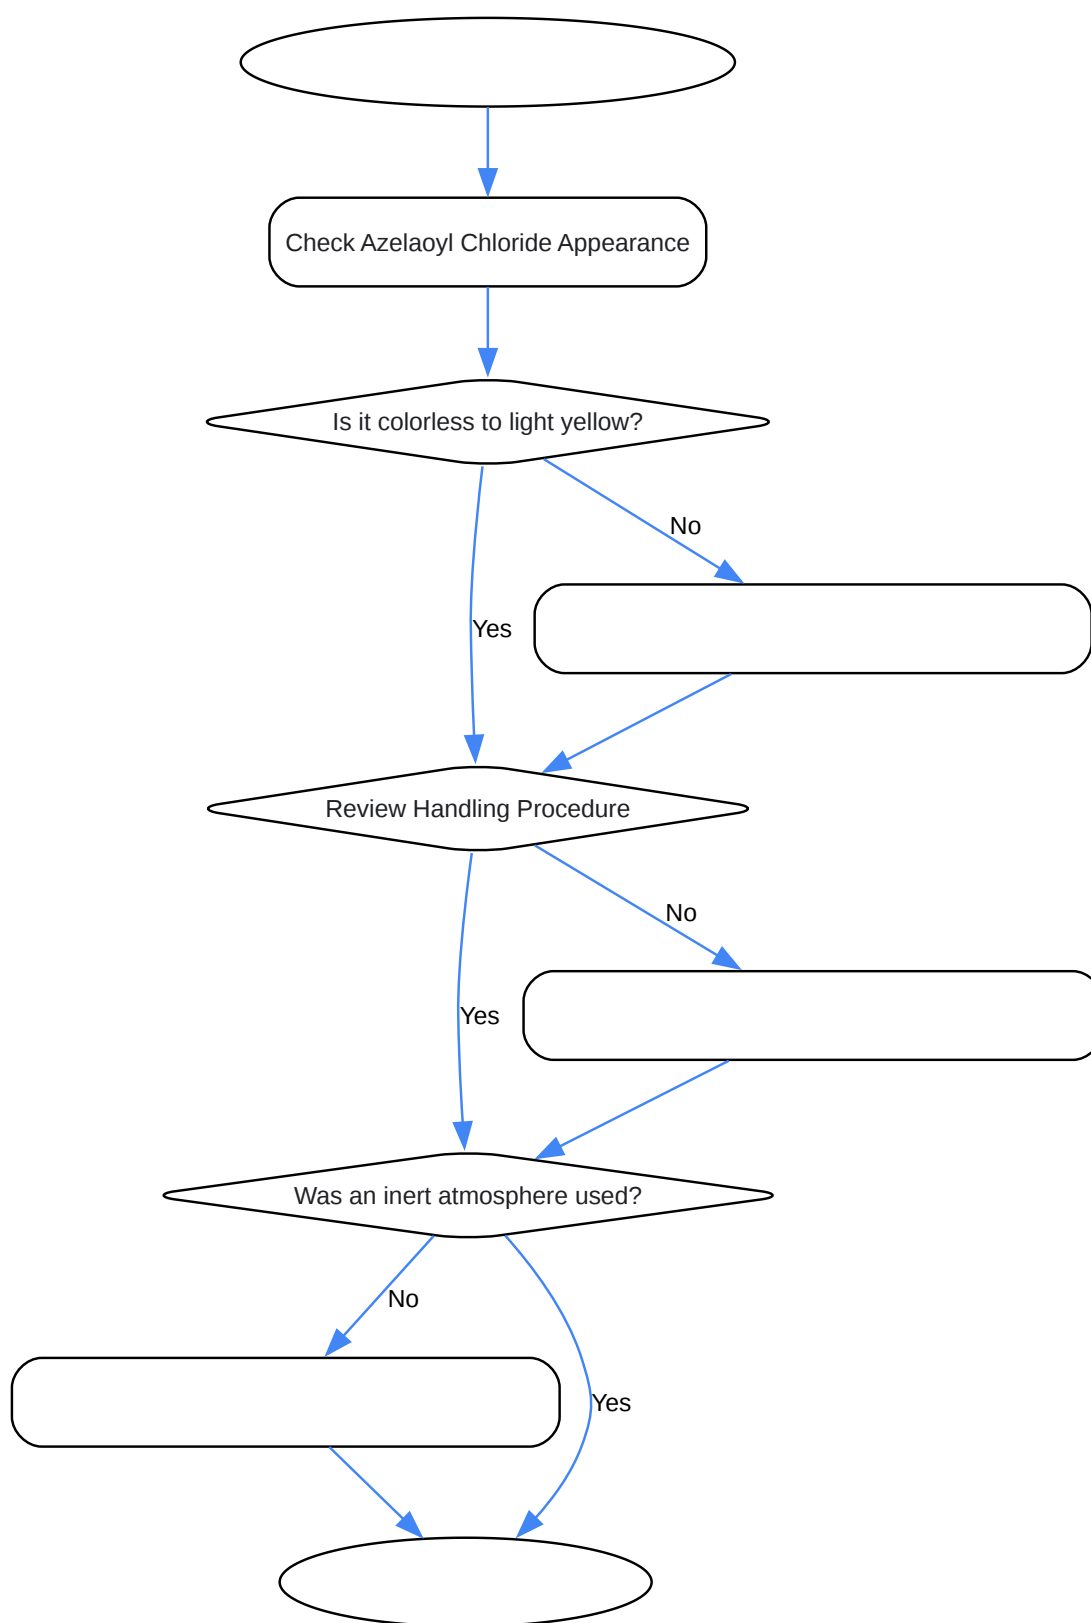 Check Azelaoyl Chloride Appearance
Is it colorless to light yellow?
No
Yes
Review Handling Procedure
No
Yes
Was an inert atmosphere used?
No
Yes